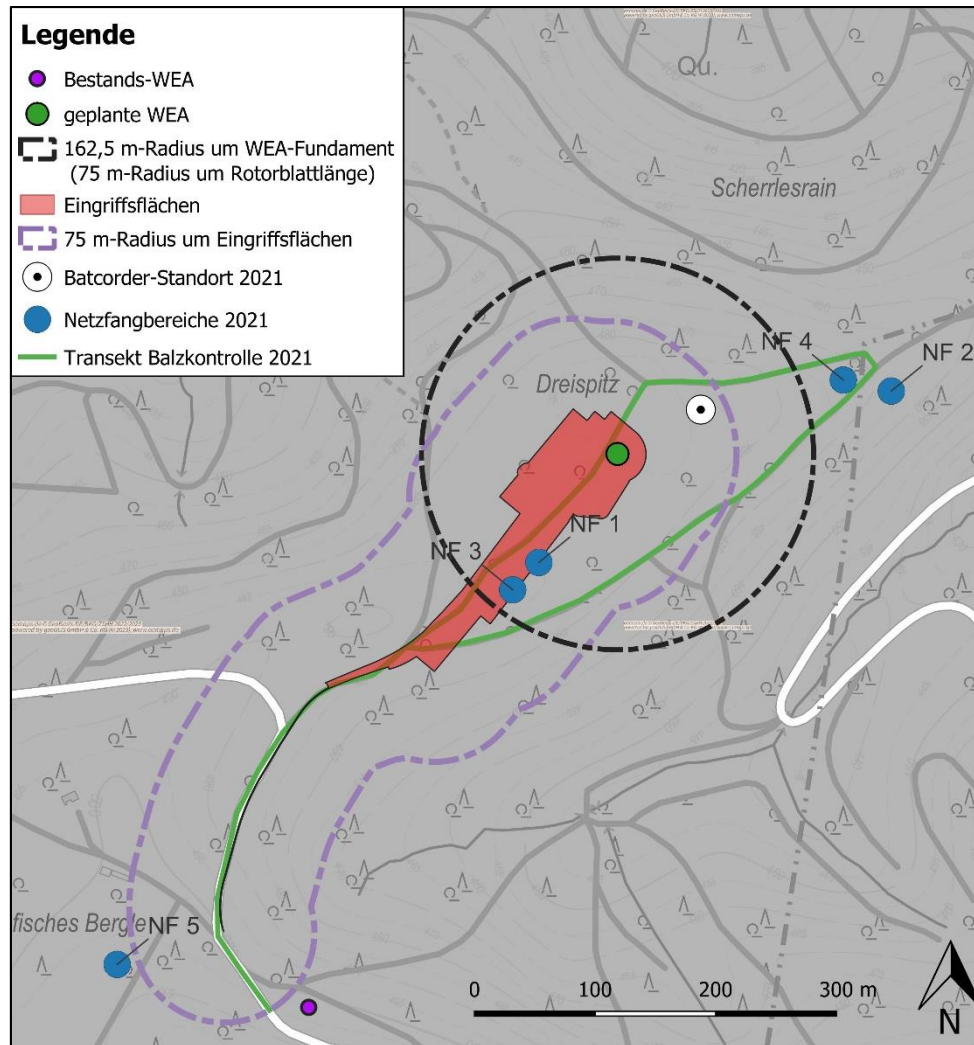 Legende
Bestands-WEA
geplante WEA
162,5 m-Radius um WEA-Fundament
(75 m-Radius um Rotorblattlänge)
Eingriffsflächen
75 m-Radius um Eingriffsflächen
Batcorder-Standort 2021
Netzfangbereiche 2021
Transekt Balzkontrolle 2021
Qu.
Scherrlesrain
NF 4
NF 2
Dreispitz
NF 1
NF 3
fisches Bergle
NF 5
0
100
200
300 m
N